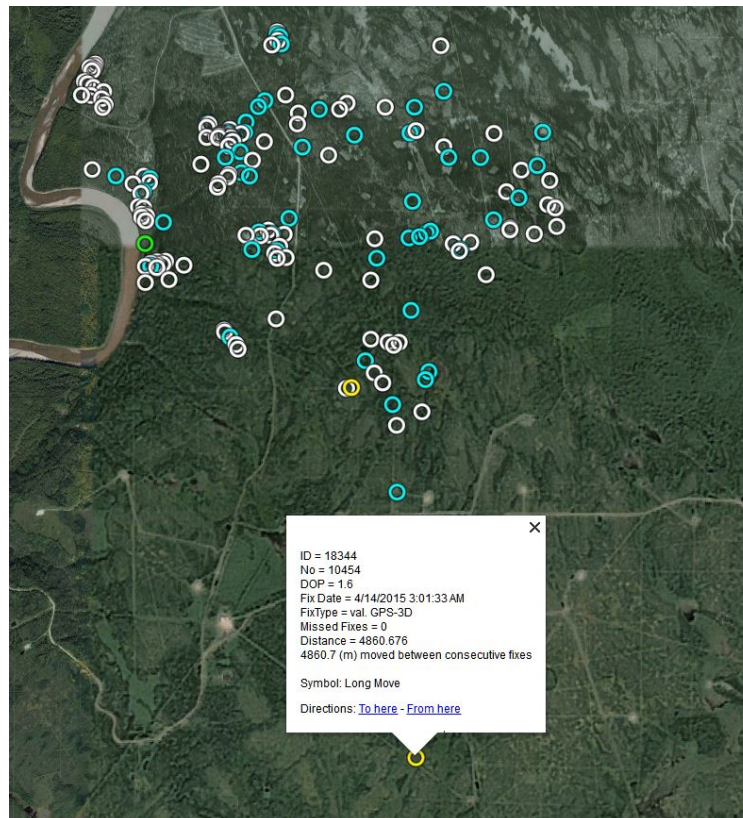 ID = 18344
No = 10454
DOP = 1.6
Fix Date = 4/14/2015 3:01:33 AM
FixType = val. GPS-3D
Missed Fixes = 0
Distance = 4860.676
4860.7 (m) moved between consecutive fixes
Symbol: Long Move
Directions: To here - From here